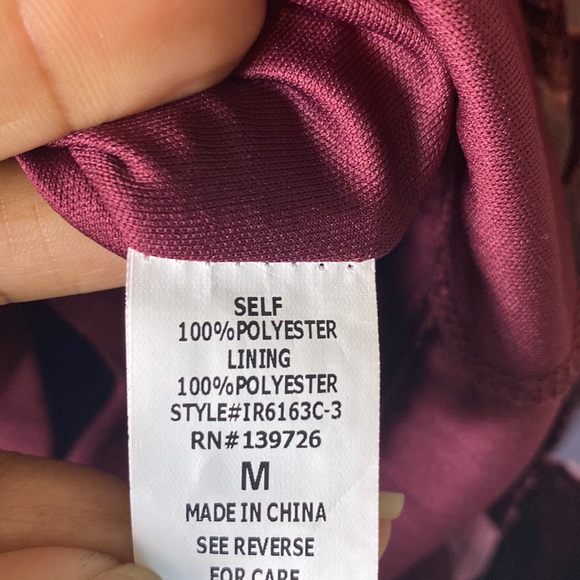 SELF
100%POLYESTER
LINING
100%POLYESTER
STYLE#IR6163C-3
RN#139726
M
MADE IN CHINA
SEE REVERSE
FOR CARE